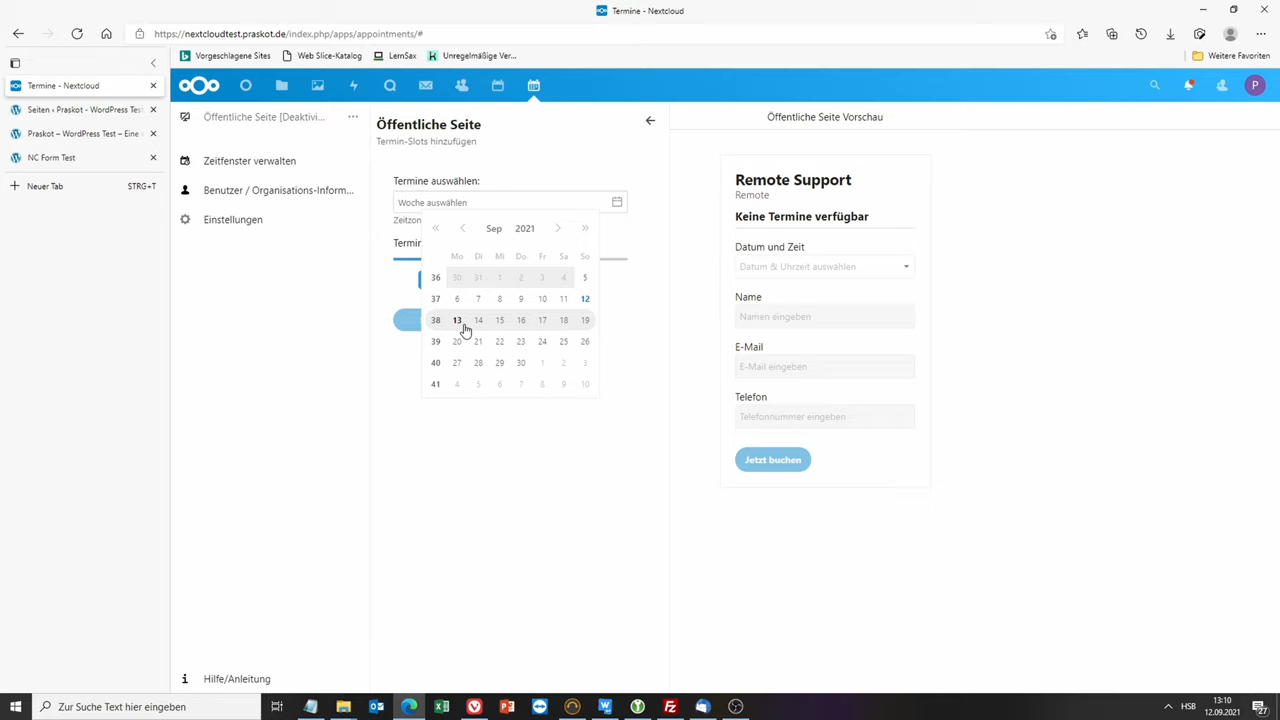 Termine - Nextcloud
https://nextcloudtest.praskot.de/index.php/apps/appointments/#
Vorgeschlagene Sites
Web Slice-Katalog
LernSax
Unregelmäßige Ver...
Weitere Favoriten
Termine - Nextcloud
Seiten ‹ Praskot - WordPress Test
Praskot – WordPress Test – Eine
NC Form Test
Neuer Tab STRG+T
P
Öffentliche Seite [Deaktivi...
Zeitfenster verwalten
Benutzer / Organisations-Inform...
Einstellungen
Hilfe/Anleitung
Öffentliche Seite
Termin-Slots hinzufügen
Termine auswählen:
Woche auswählen
Zeitzon
Termin
Sep 2021
Mo Di Mi Do Fr Sa So
36 30 31 1 2 3 4 5
37 6 7 8 9 10 11 12
38 13 14 15 16 17 18 19
39 20 21 22 23 24 25 26
40 27 28 29 30 1 2 3
41 4 5 6 7 8 9 10
Öffentliche Seite Vorschau
Remote Support
Remote
Keine Termine verfügbar
Datum und Zeit
Datum & Uhrzeit auswählen
Name
Namen eingeben
E-Mail
E-Mail eingeben
Telefon
Telefonnummer eingeben
Jetzt buchen
Zur Suche Text hier eingeben
HSB
13:10
12.09.2021
27